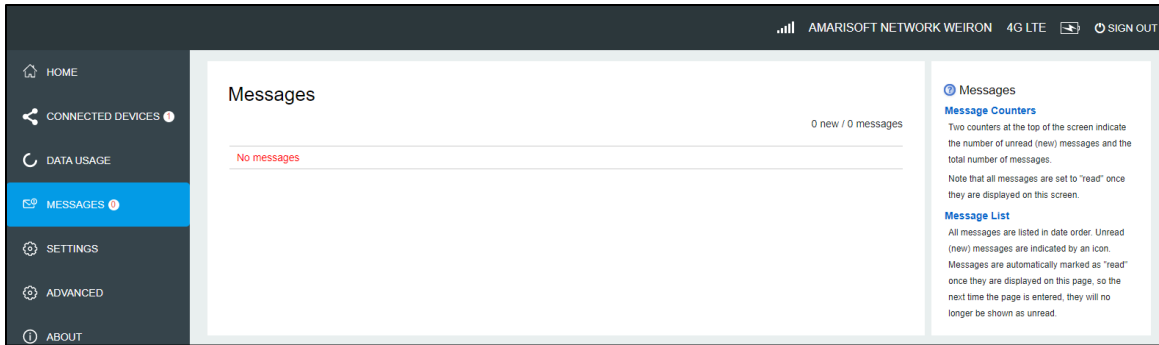 AMARISOFT NETWORK WEIRON 4G LTE SIGN OUT
HOME
CONNECTED DEVICES 1
DATA USAGE
MESSAGES 0
SETTINGS
ADVANCED
ABOUT
Messages
0 new / 0 messages
No messages
Messages
Message Counters
Two counters at the top of the screen indicate
the number of unread (new) messages and the
total number of messages.
Note that all messages are set to "read" once
they are displayed on this screen.
Message List
All messages are listed in date order. Unread
(new) messages are indicated by an icon.
Messages are automatically marked as "read"
once they are displayed on this page, so the
next time the page is entered, they will no
longer be shown as unread.